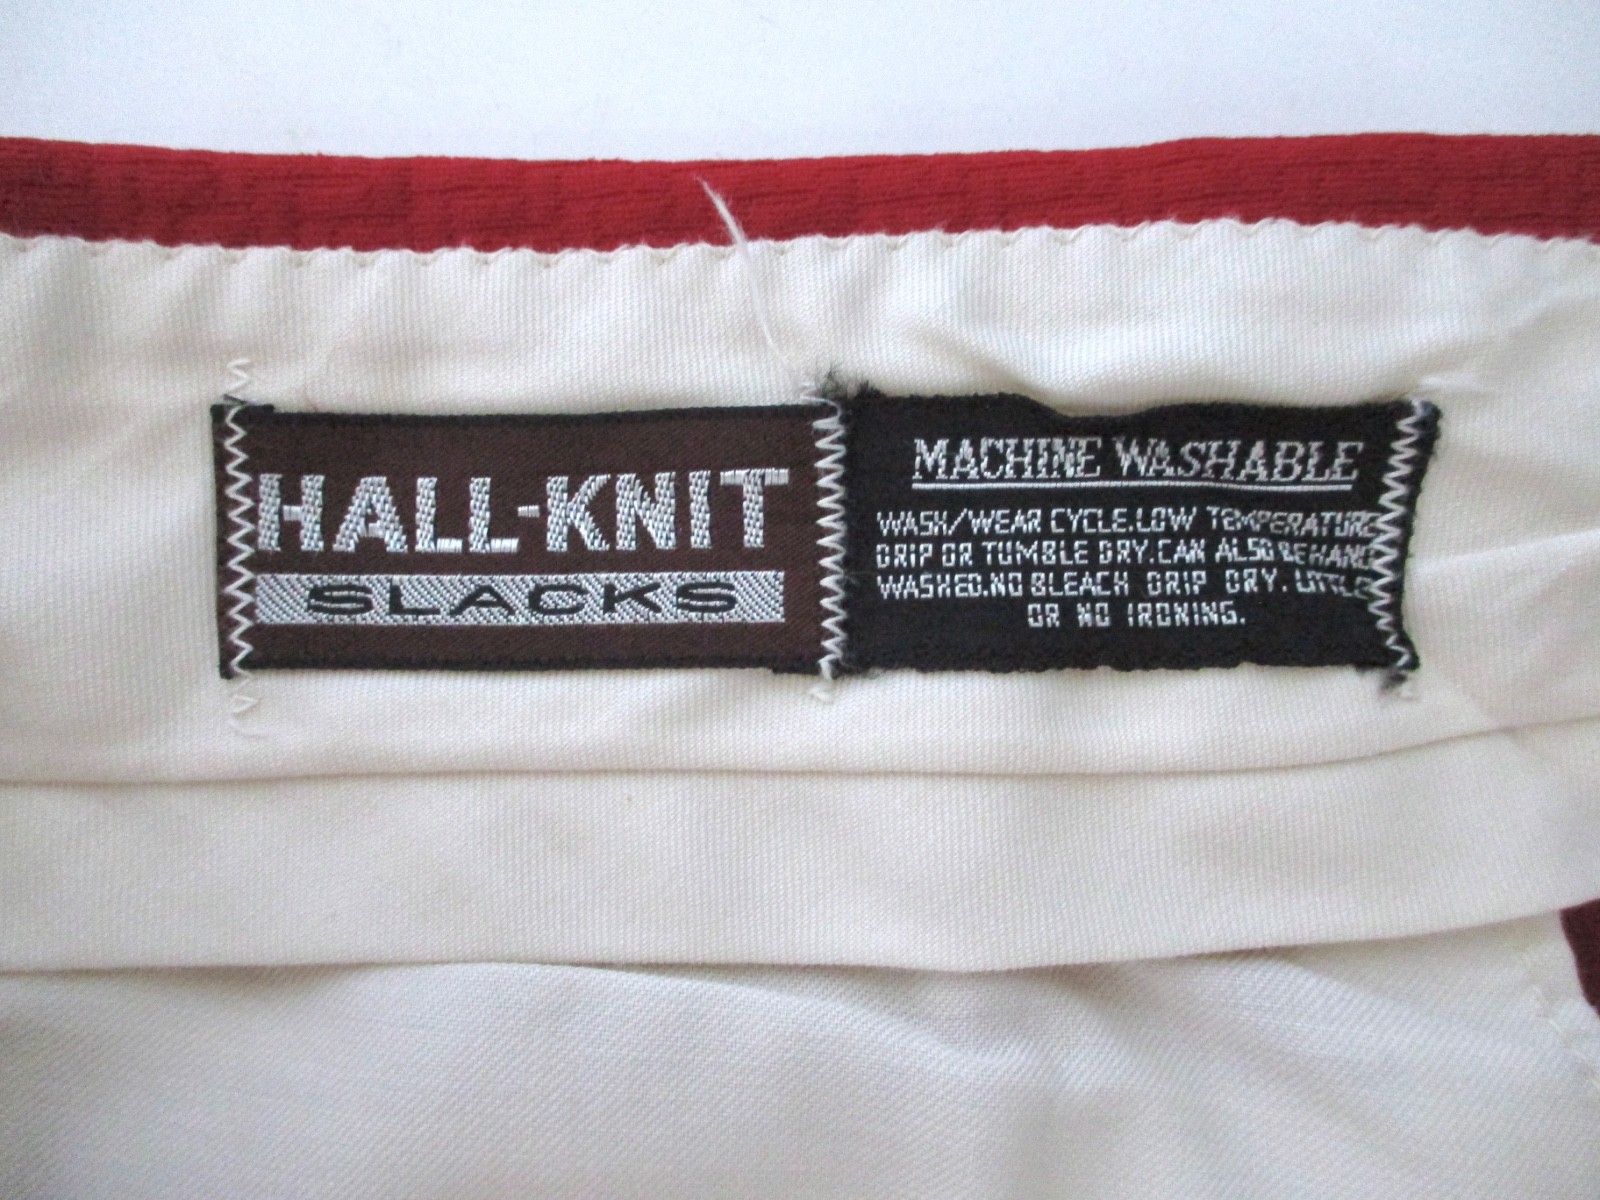 HALL-KNIT
SLACKS
MACHINE WASHABLE
WASH/WEAR CYCLE.LOW TEMPERATURE
DRIP OR TUMBLE DRY.CAN ALSO BE HAND
WASHED.NO BLEACH DRIP DRY. LITTLE
OR NO IRONING.